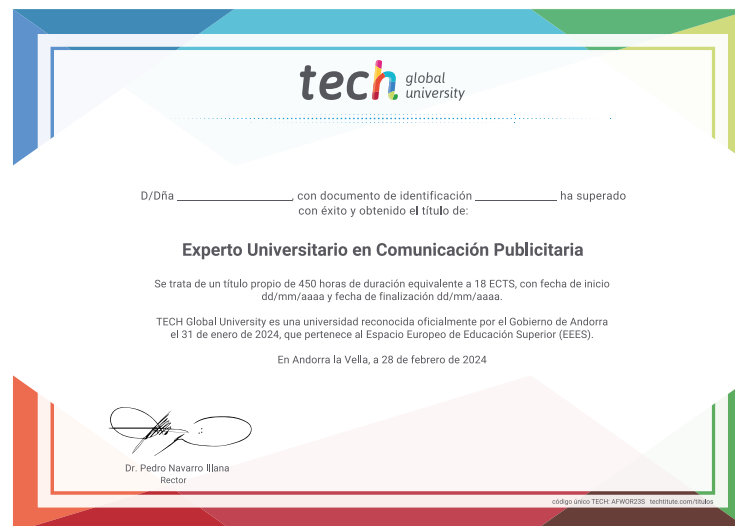 tech global
university
D/Dña ____________, con documento de identificación ____________ ha superado
con éxito y obtenido el título de:
Experto Universitario en Comunicación Publicitaria
Se trata de un título propio de 450 horas de duración equivalente a 18 ECTS, con fecha de inicio
dd/mm/aaaa y fecha de finalización dd/mm/aaaa.
TECH Global University es una universidad reconocida oficialmente por el Gobierno de Andorra
el 31 de enero de 2024, que pertenece al Espacio Europeo de Educación Superior (EEES).
En Andorra la Vella, a 28 de febrero de 2024
Dr. Pedro Navarro Illana
Rector
código único TECH: AFWOR23S techtitute.com/titulos